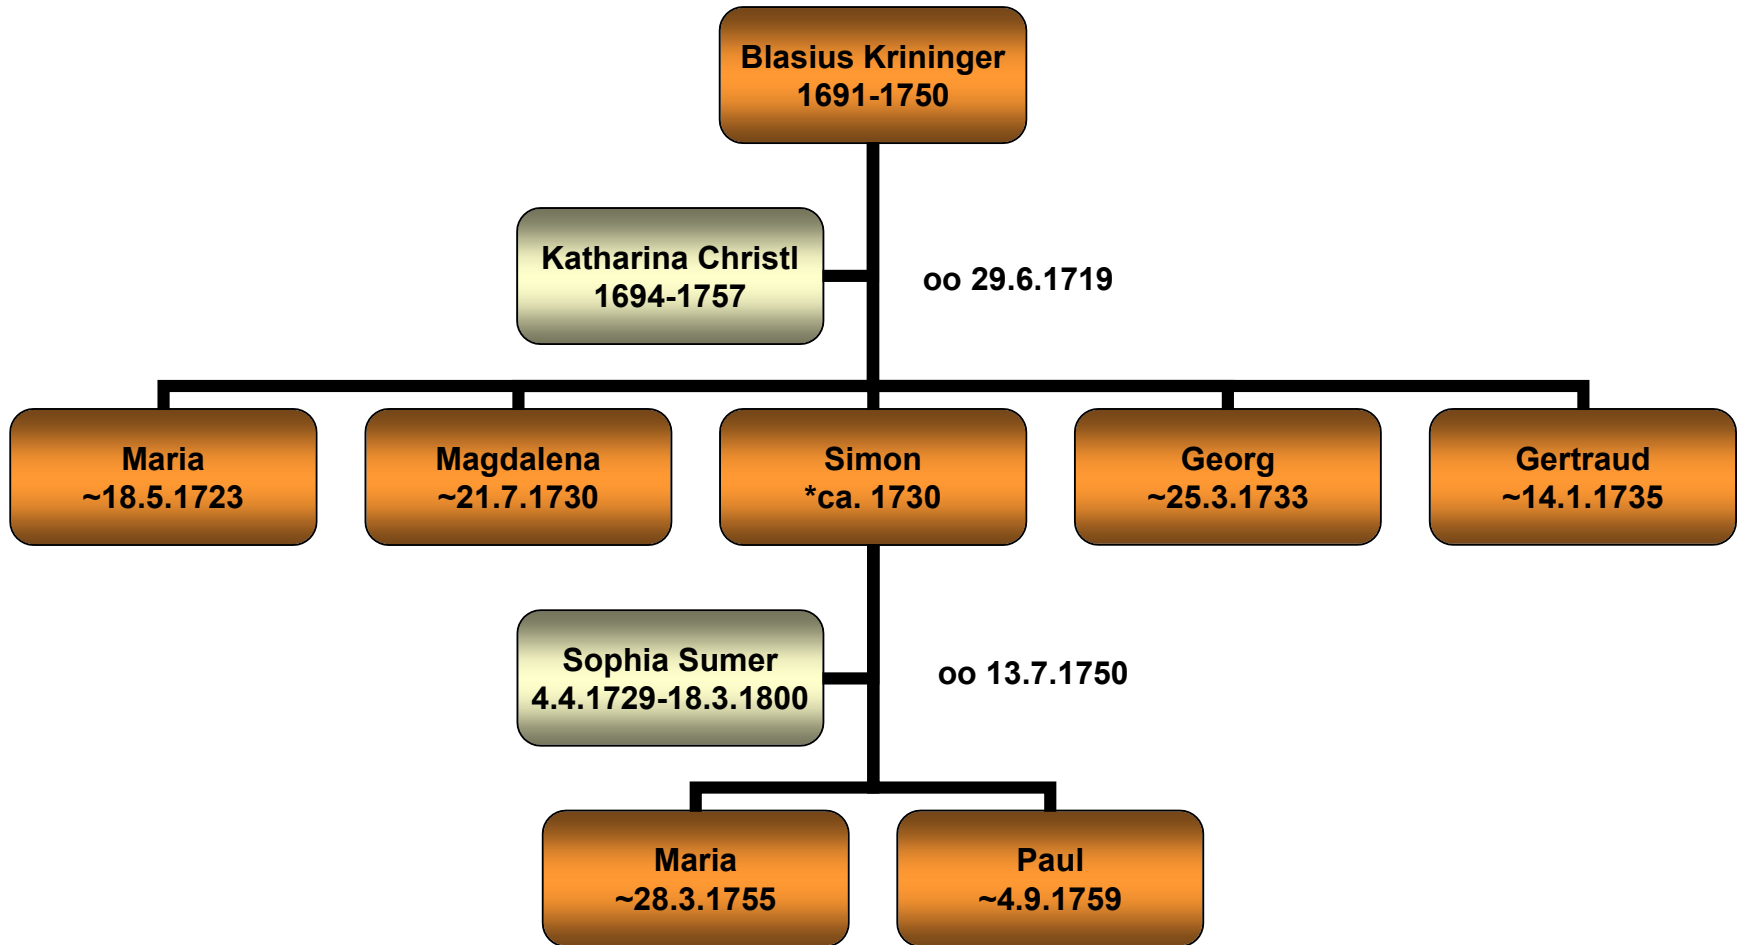 Blasius Krininger
1691-1750
Katharina Christl
1694-1757
oo 29.6.1719
Maria
~18.5.1723
Magdalena
~21.7.1730
Simon
*ca. 1730
Georg
~25.3.1733
Gertraud
~14.1.1735
Sophia Sumer
4.4.1729-18.3.1800
oo 13.7.1750
Maria
~28.3.1755
Paul
~4.9.1759